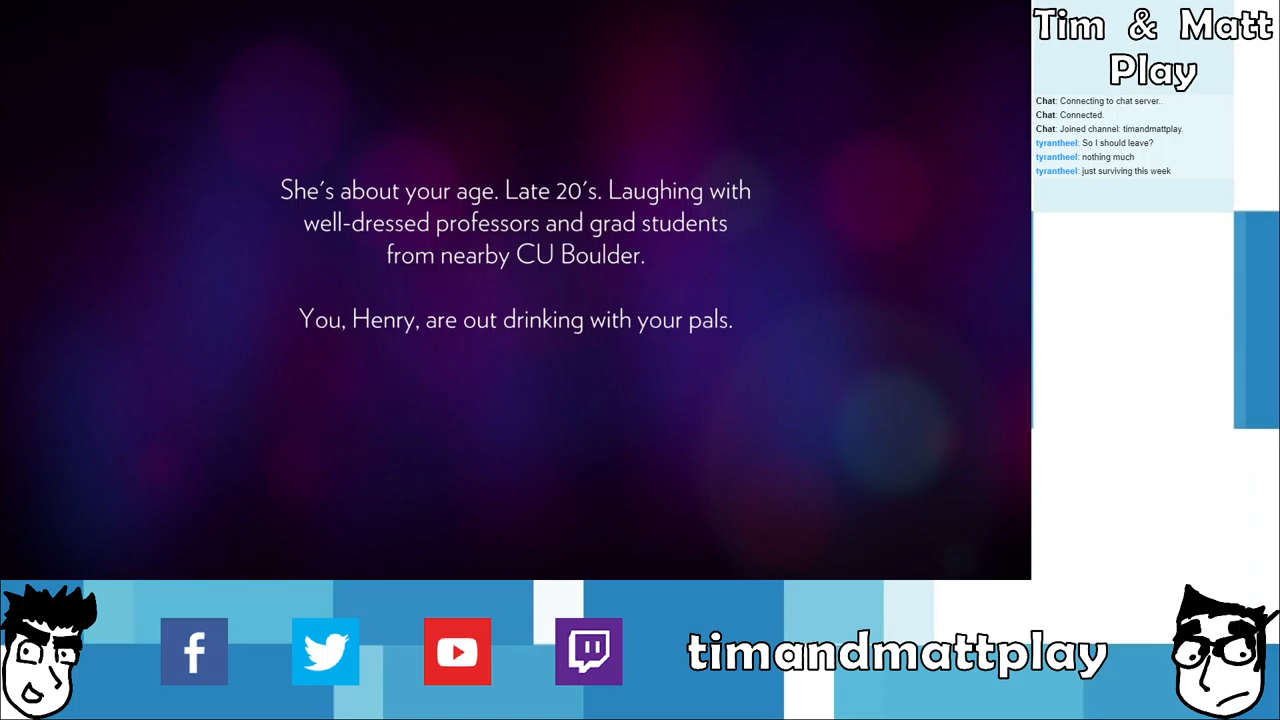 She's about your age. Late 20's. Laughing with
well-dressed professors and grad students
from nearby CU Boulder.
You, Henry, are out drinking with your pals.
Tim & Matt
Play
Chat: Connecting to chat server..
Chat: Connected.
Chat: Joined channel: timandmattplay.
tyrantheel: So I should leave?
tyrantheel: nothing much
tyrantheel: just surviving this week
timandmattplay